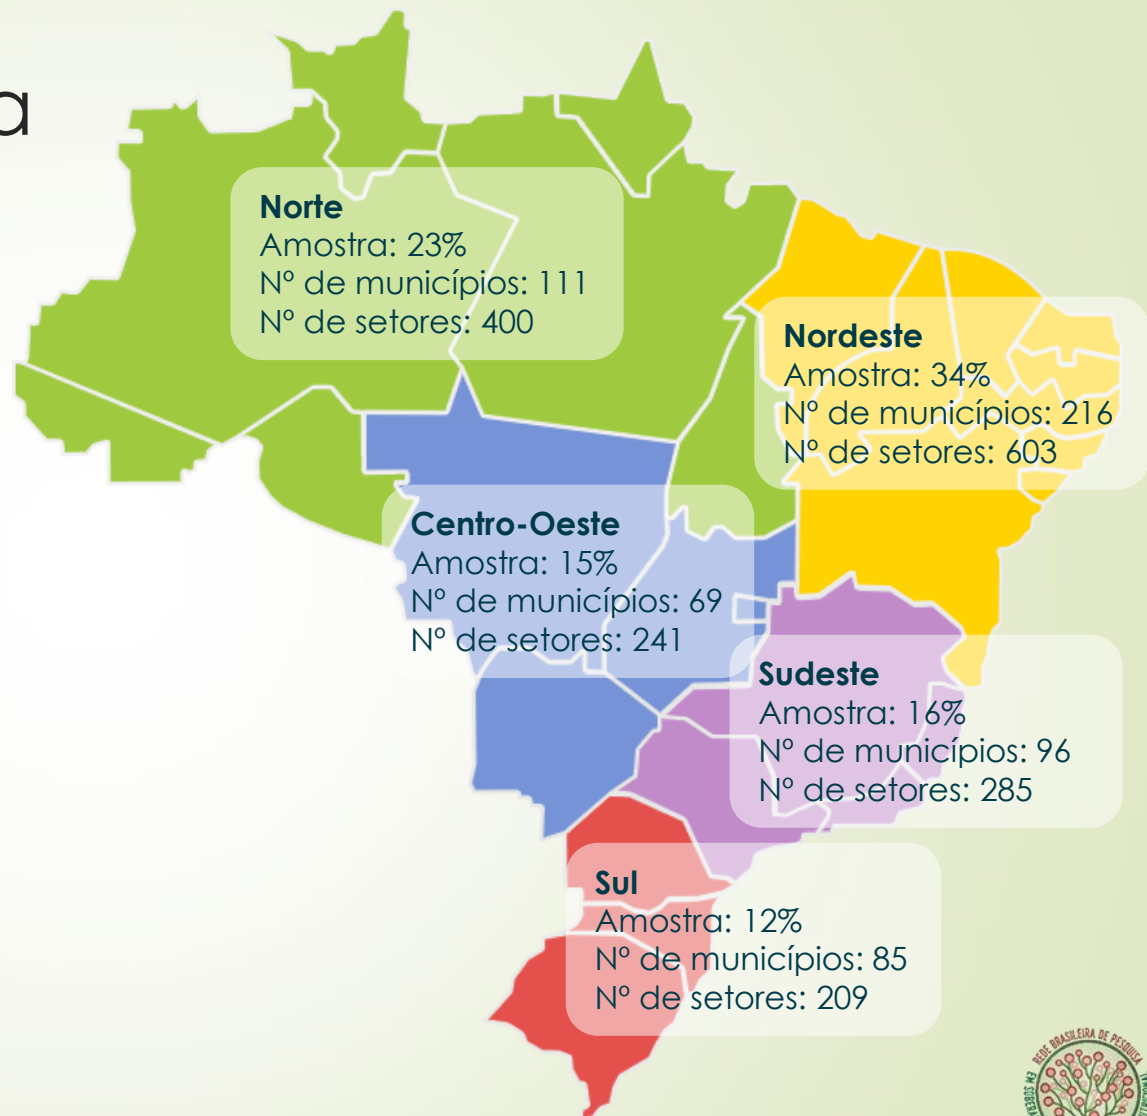 a
Norte
Amostra: 23%
Nº de municípios: 111
Nº de setores: 400
Nordeste
Amostra: 34%
Nº de municípios: 216
Nº de setores: 603
Centro-Oeste
Amostra: 15%
Nº de municípios: 69
Nº de setores: 241
Sudeste
Amostra: 16%
Nº de municípios: 96
Nº de setores: 285
Sul
Amostra: 12%
Nº de municípios: 85
Nº de setores: 209
REDE BRASILEIRA DE PESQUISA